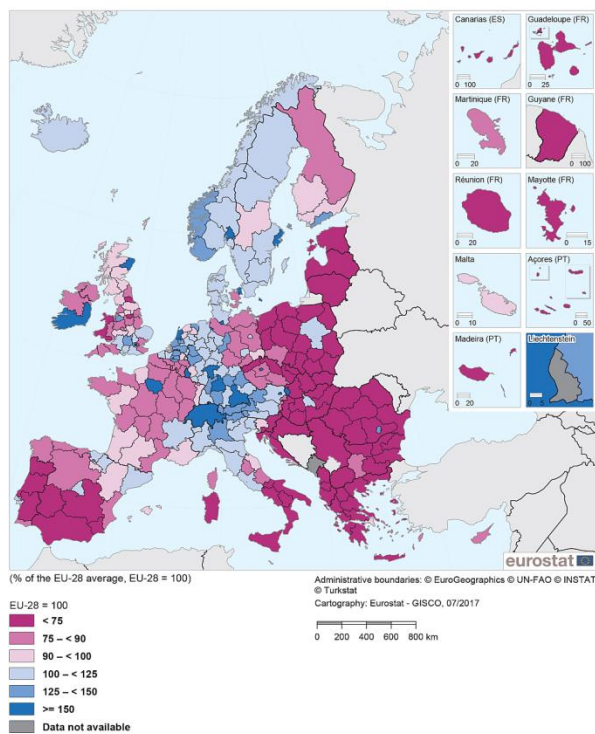 Canarias (ES)
0 100
Guadeloupe (FR)
0 25
Martinique (FR)
0 20
Guyane (FR)
0 100
Réunion (FR)
0 20
Mayotte (FR)
0 15
Malta
0 10
Açores (PT)
0 50
Madeira (PT)
0 20
Liechtenstein
0 5
eurostat
(% of the EU-28 average, EU-28 = 100)
Administrative boundaries: © EuroGeographics © UN-FAO © INSTAT
© Turkstat
Cartography: Eurostat - GISCO, 07/2017
0 200 400 600 800 km
EU-28 = 100
< 75
75 – < 90
90 – < 100
100 – < 125
125 – < 150
>= 150
Data not available